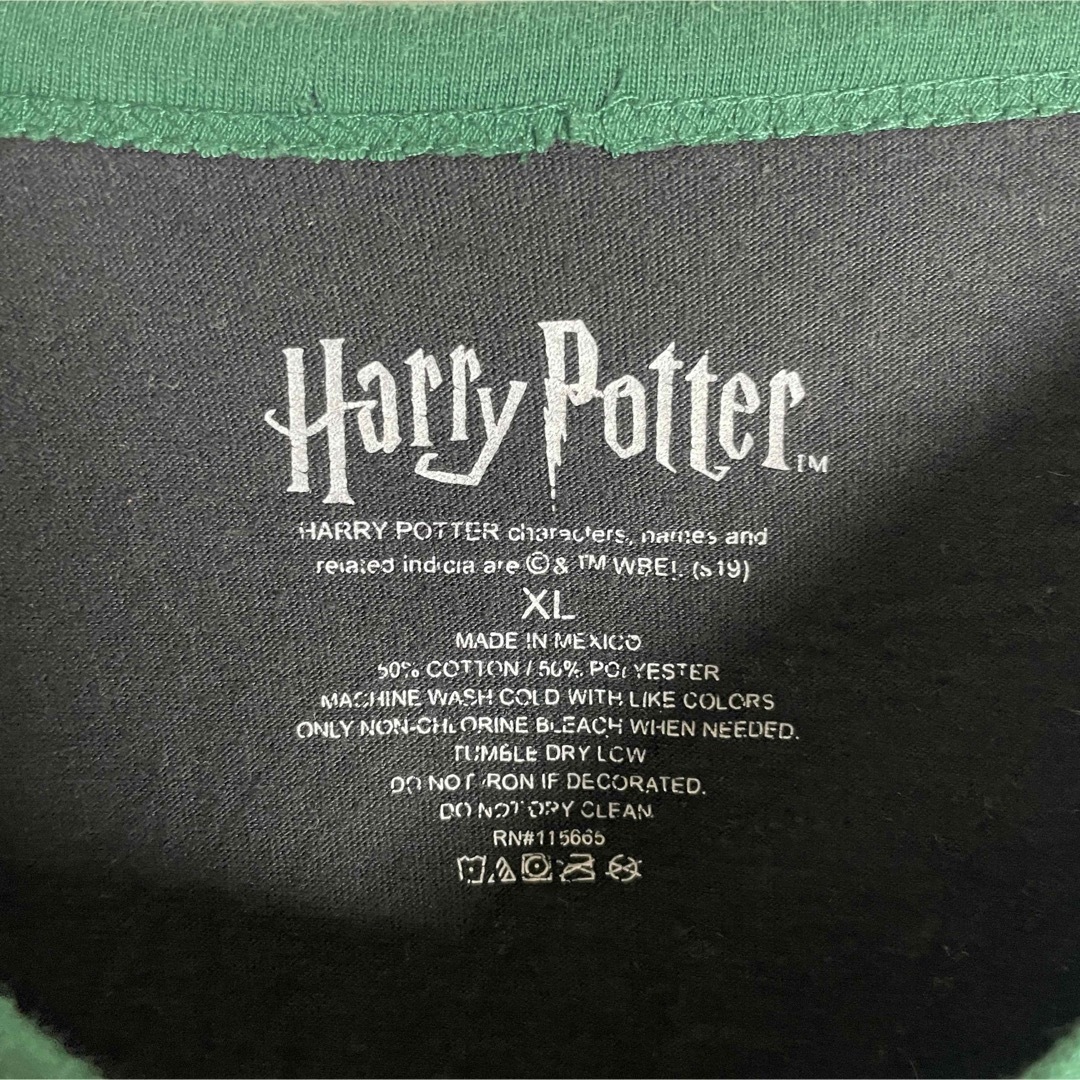 Harry Potter TM
HARRY POTTER characters, names and
related indicia are © & TM WBEI. (s19)
XL
MADE IN MEXICO
50% COTTON / 50% POLYESTER
MACHINE WASH COLD WITH LIKE COLORS
ONLY NON-CHLORINE BLEACH WHEN NEEDED.
TUMBLE DRY LOW
DO NOT IRON IF DECORATED.
DO NOT DRY CLEAN
RN#115665